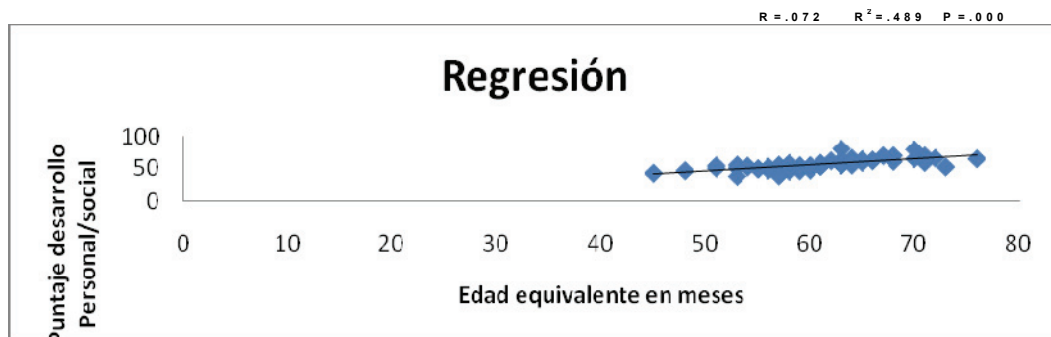 R =.072 R²=.489 P =.000
Regresión
Puntaje desarrollo
Personal/social
100
50
0
0 10 20 30 40 50 60 70 80
Edad equivalente en meses